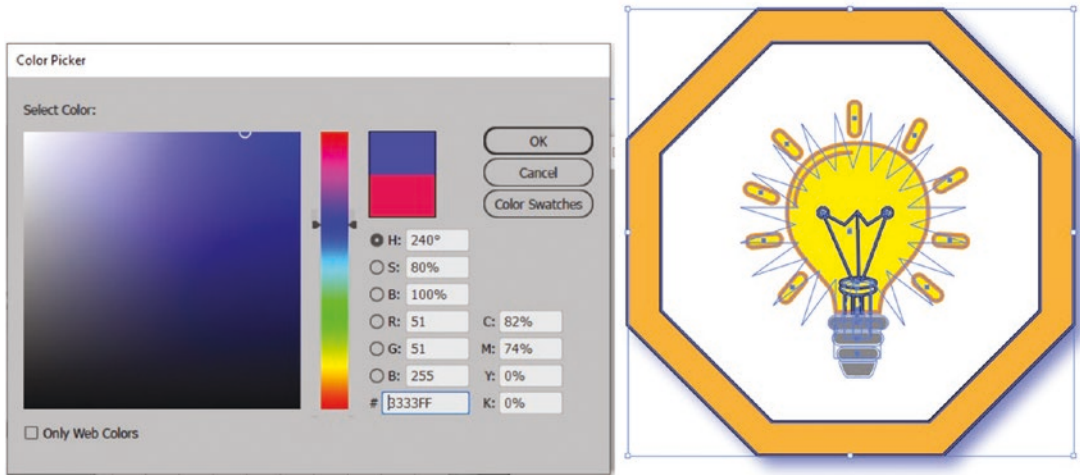 Color Picker
Select Color:
OK
Cancel
Color Swatches
H: 240°
S: 80%
B: 100%
R: 51 C: 82%
G: 51 M: 74%
B: 255 Y: 0%
# 3333FF K: 0%
Only Web Colors